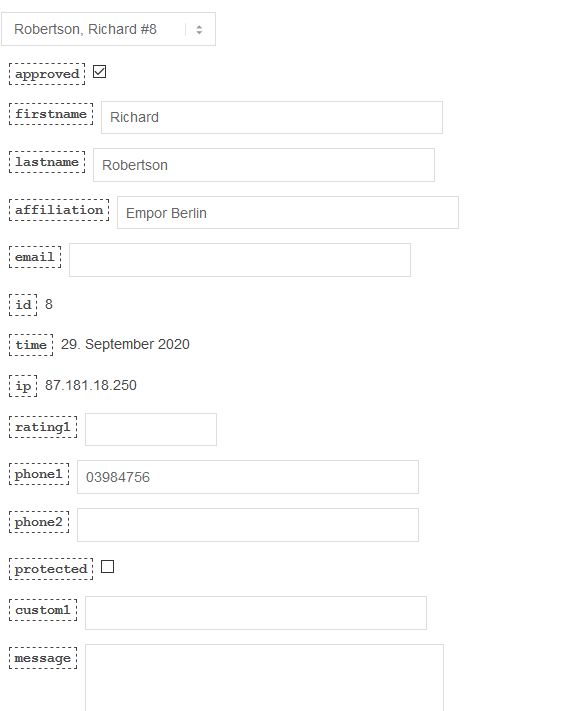 Robertson, Richard #8
approved
firstname Richard
lastname Robertson
affiliation Empor Berlin
email
id 8
time 29. September 2020
ip 87.181.18.250
rating1
phone1 03984756
phone2
protected
custom1
message